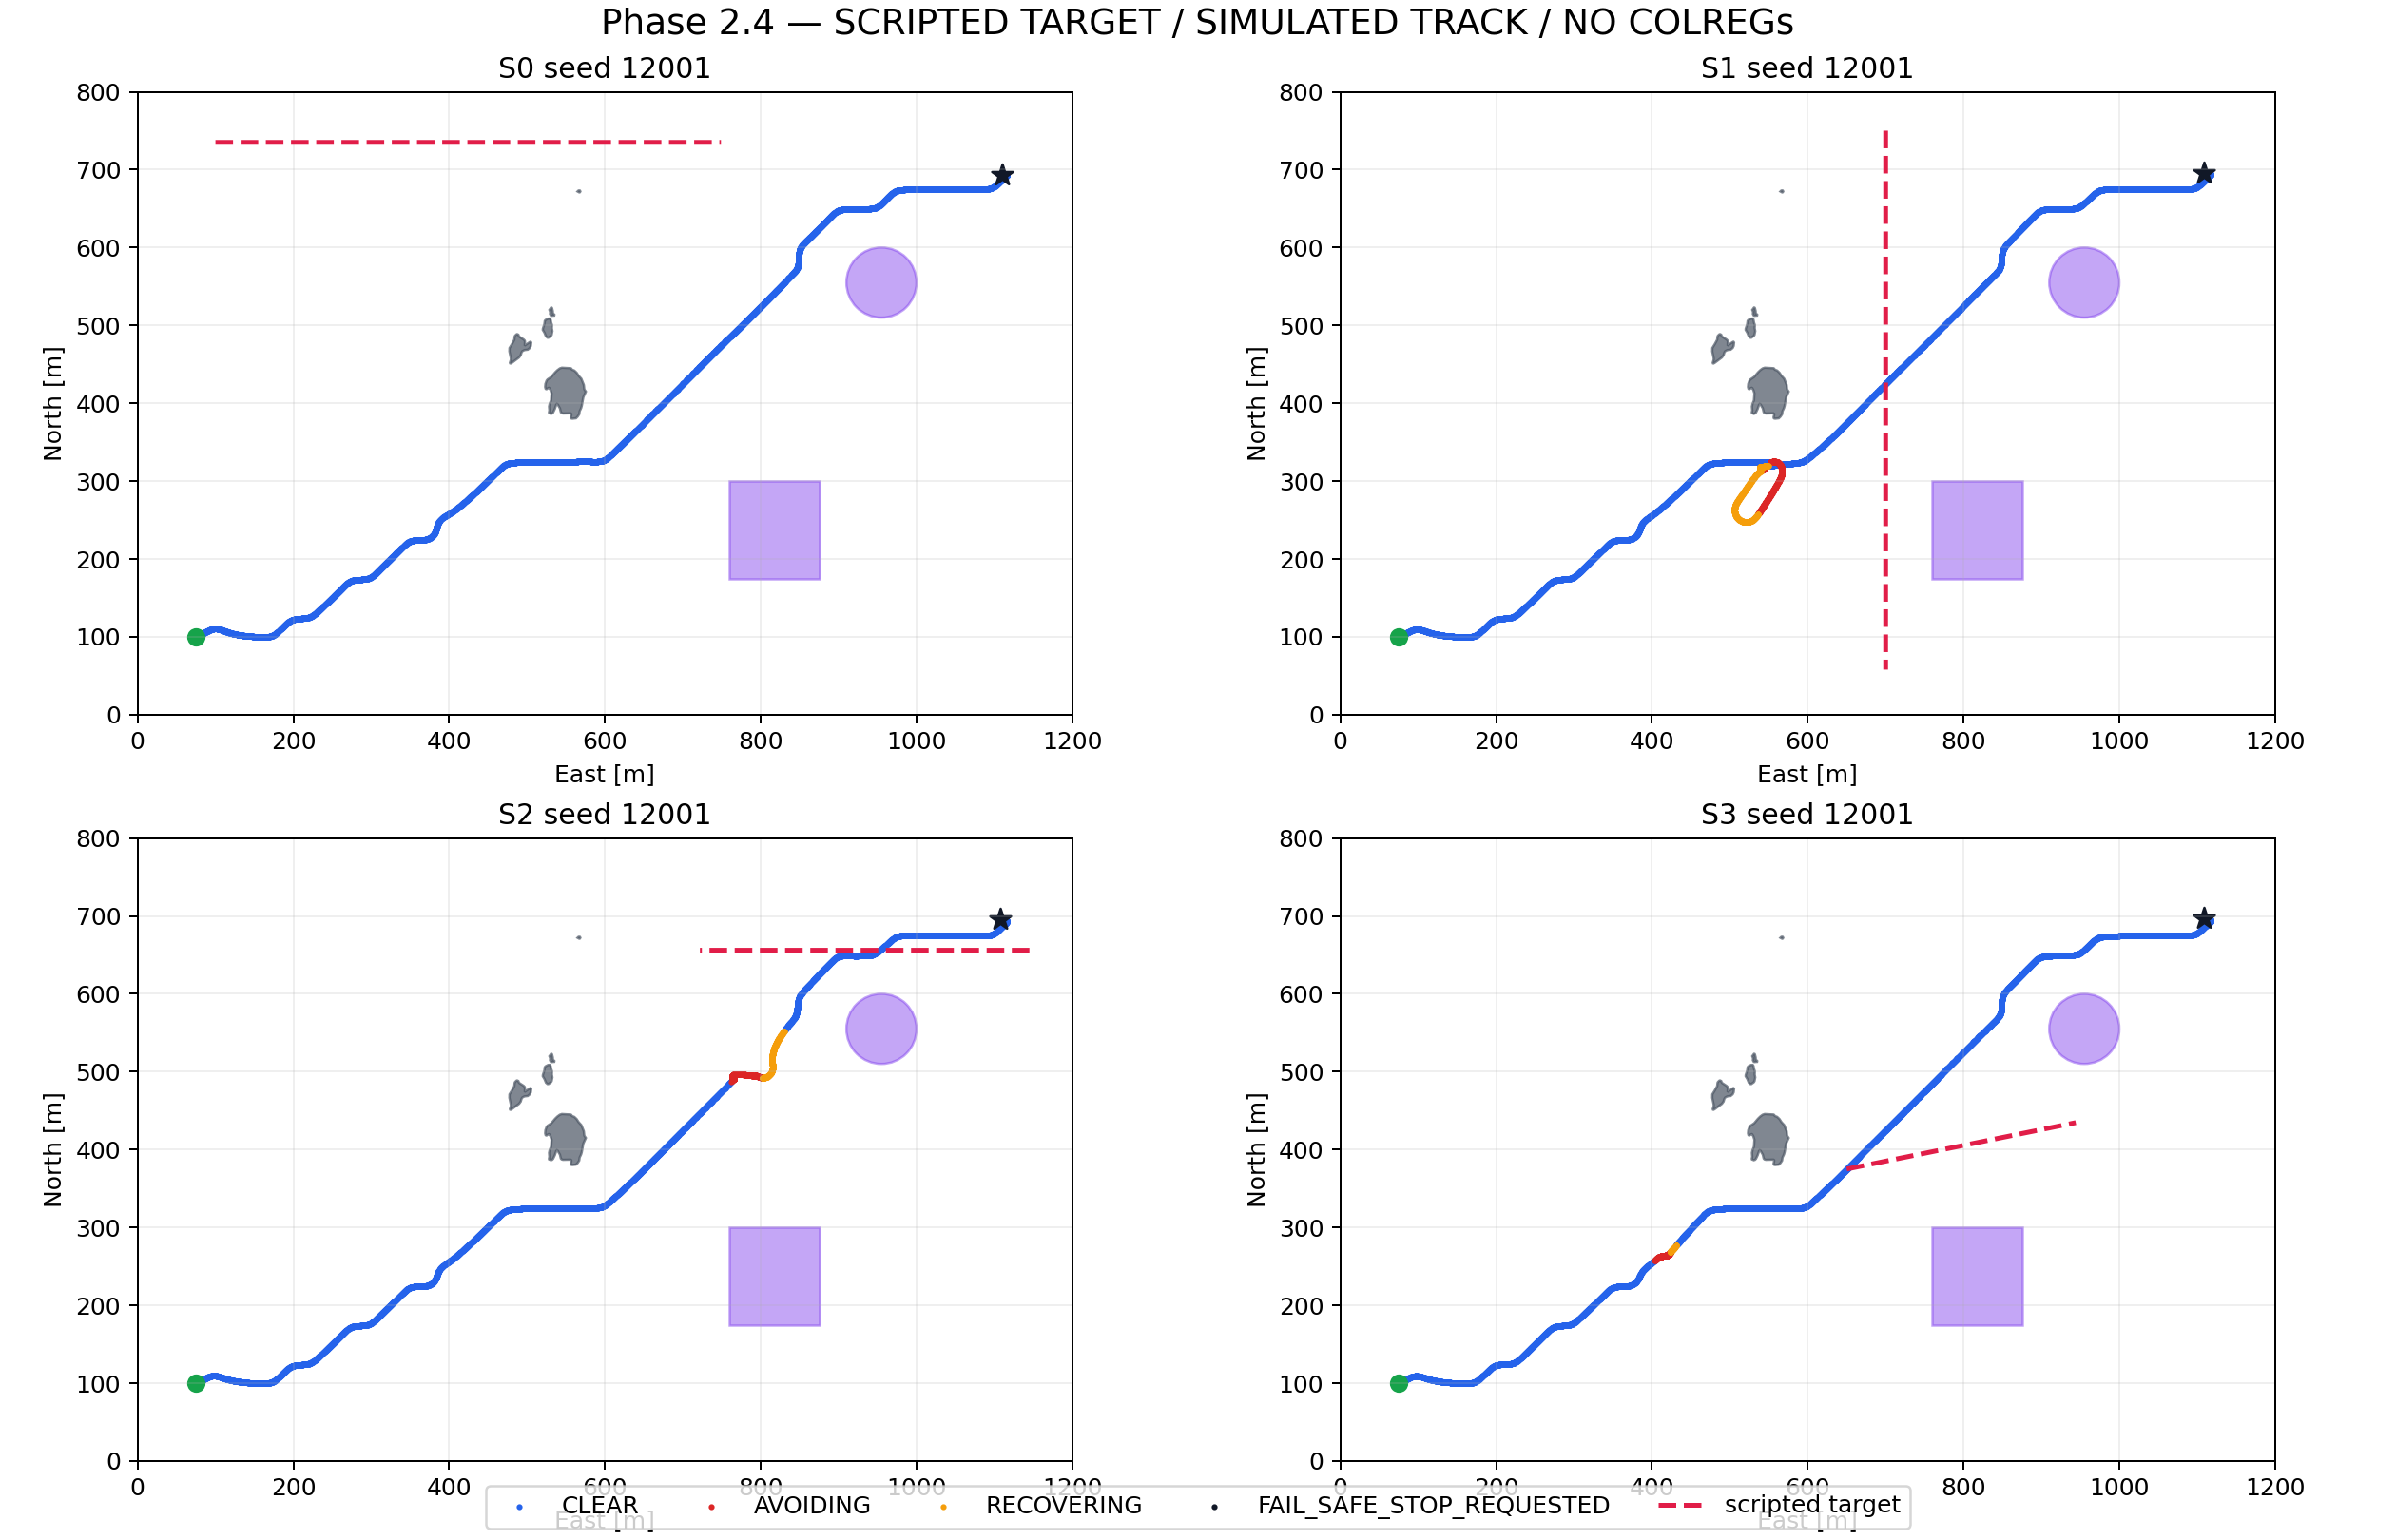 Phase 2.4 — SCRIPTED TARGET / SIMULATED TRACK / NO COLREGs
S0 seed 12001
800
700
600
500
400
300
200
100
0
North [m]
0 200 400 600 800 1000 1200
East [m]
S1 seed 12001
800
700
600
500
400
300
200
100
0
North [m]
0 200 400 600 800 1000 1200
East [m]
S2 seed 12001
800
700
600
500
400
300
200
100
0
North [m]
0 200 400 600 800 1000 1200
East [m]
S3 seed 12001
800
700
600
500
400
300
200
100
0
North [m]
0 200 400 600 800 1000 1200
East [m]
CLEAR AVOIDING RECOVERING FAIL_SAFE_STOP_REQUESTED scripted target